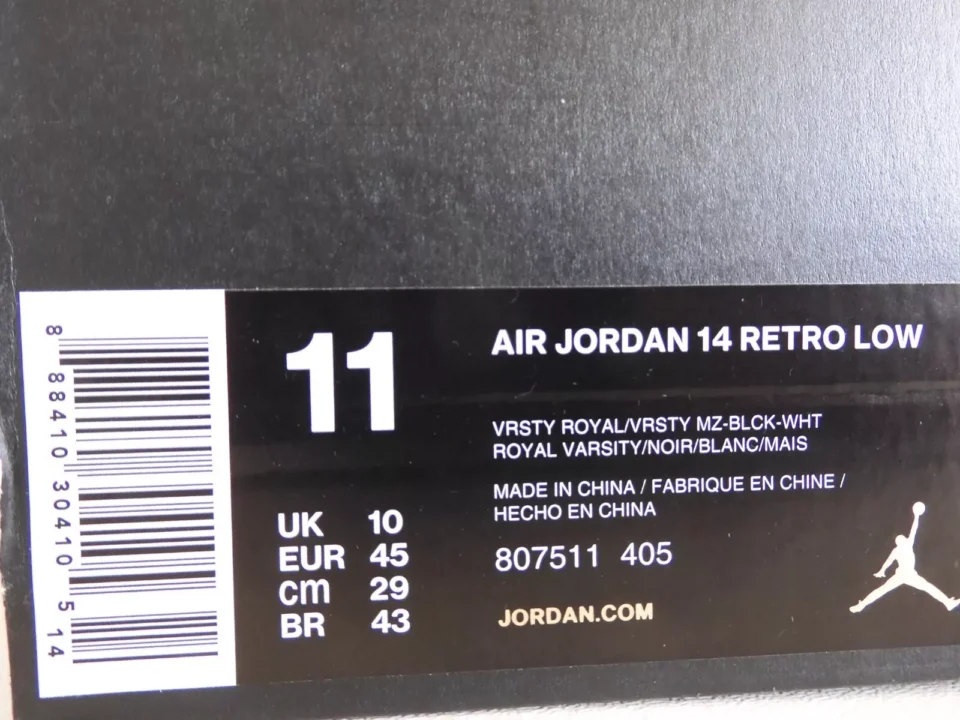 8 88410 30410 5 14
11
UK 10
EUR 45
cm 29
BR 43
AIR JORDAN 14 RETRO LOW
VRSTY ROYAL/VRSTY MZ-BLCK-WHT
ROYAL VARSITY/NOIR/BLANC/MAIS
MADE IN CHINA / FABRIQUE EN CHINE /
HECHO EN CHINA
807511 405
JORDAN.COM